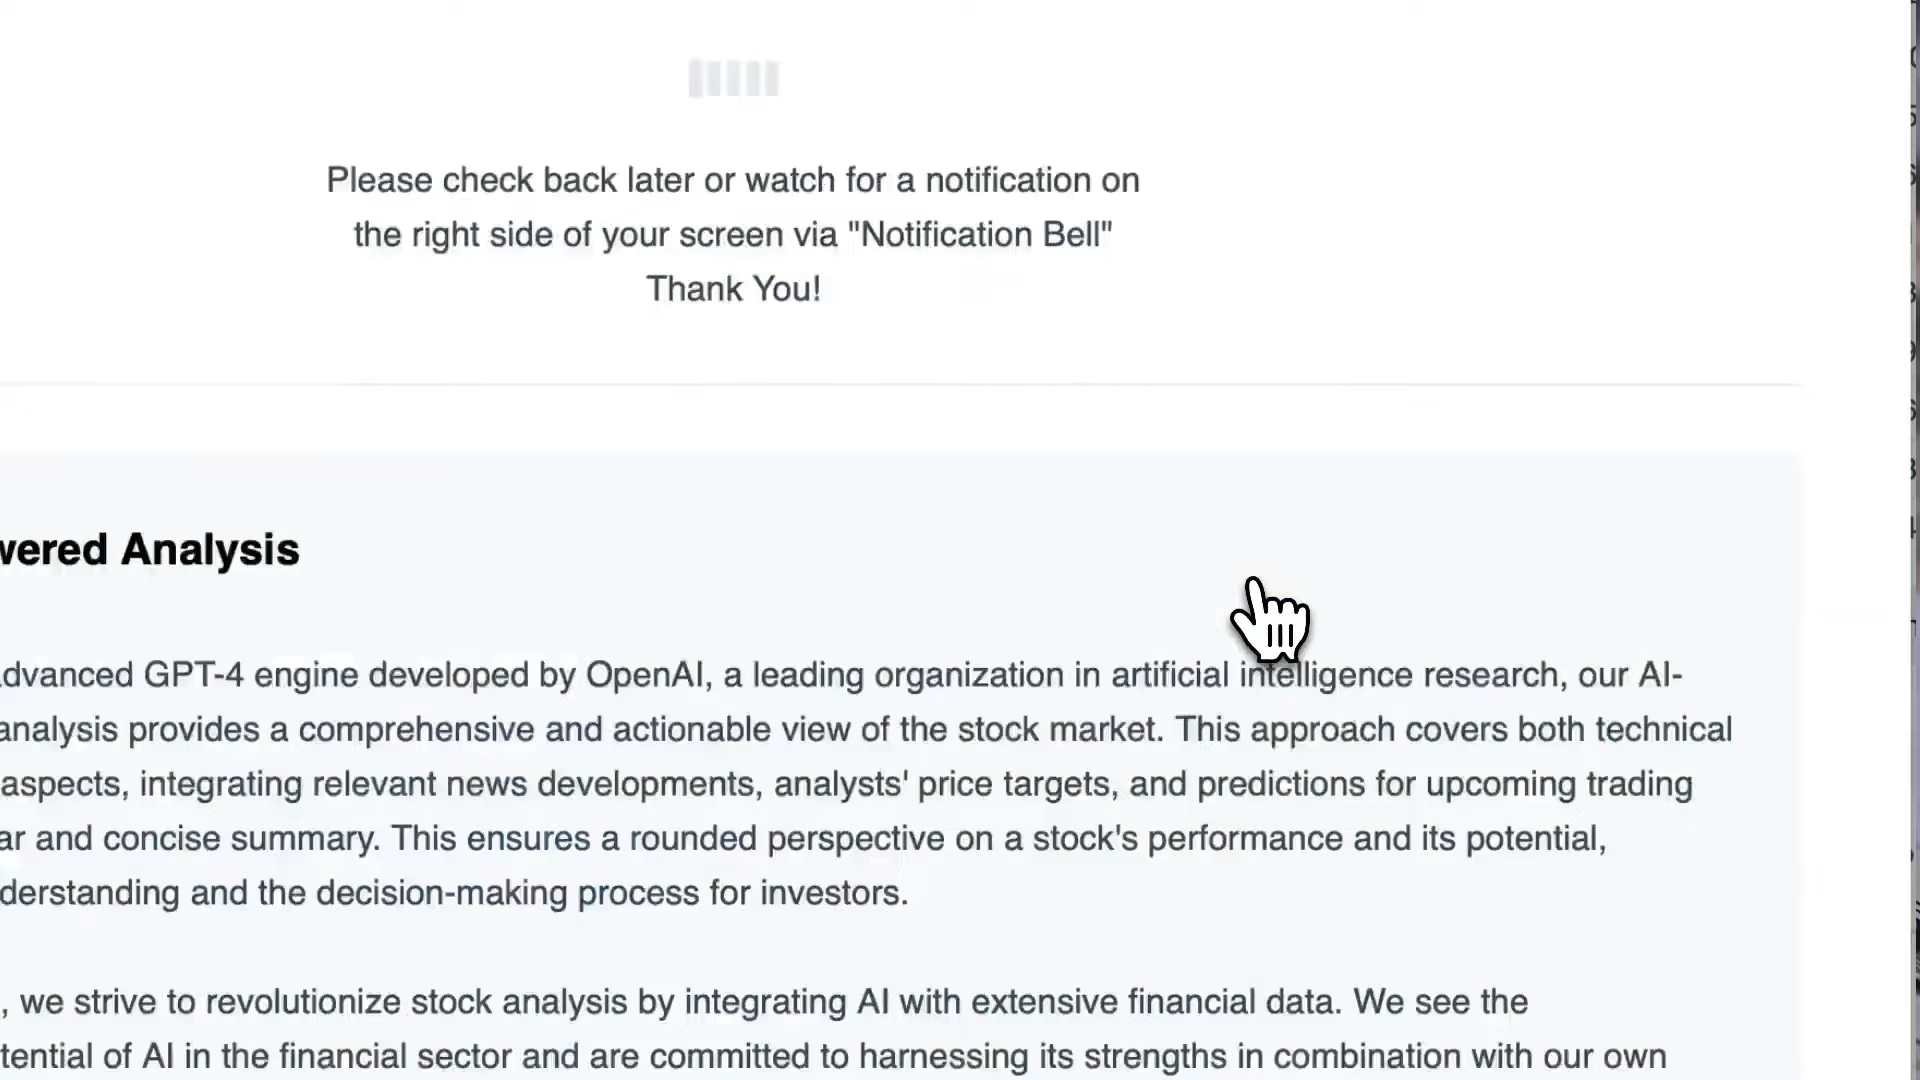 Please check back later or watch for a notification on
the right side of your screen via "Notification Bell"
Thank You!
Analysis
GPT-4 engine developed by OpenAI, a leading organization in artificial intelligence research, our AI-
analysis provides a comprehensive and actionable view of the stock market. This approach covers both technical
aspects, integrating relevant news developments, analysts' price targets, and predictions for upcoming trading
and concise summary. This ensures a rounded perspective on a stock's performance and its potential,
and the decision-making process for investors.
, we strive to revolutionize stock analysis by integrating AI with extensive financial data. We see the
of AI in the financial sector and are committed to harnessing its strengths in combination with our own